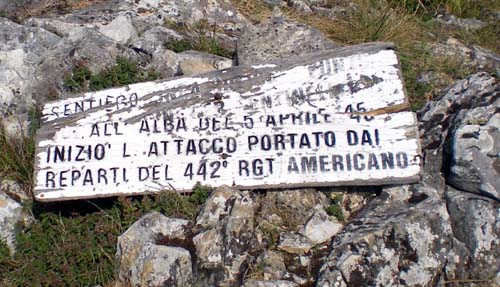 SENTIERO
ALL' ALBA DEL 5 APRILE 45
INIZIO' L'ATTACCO PORTATO DAI
REPARTI DEL 442° RGT AMERICANO